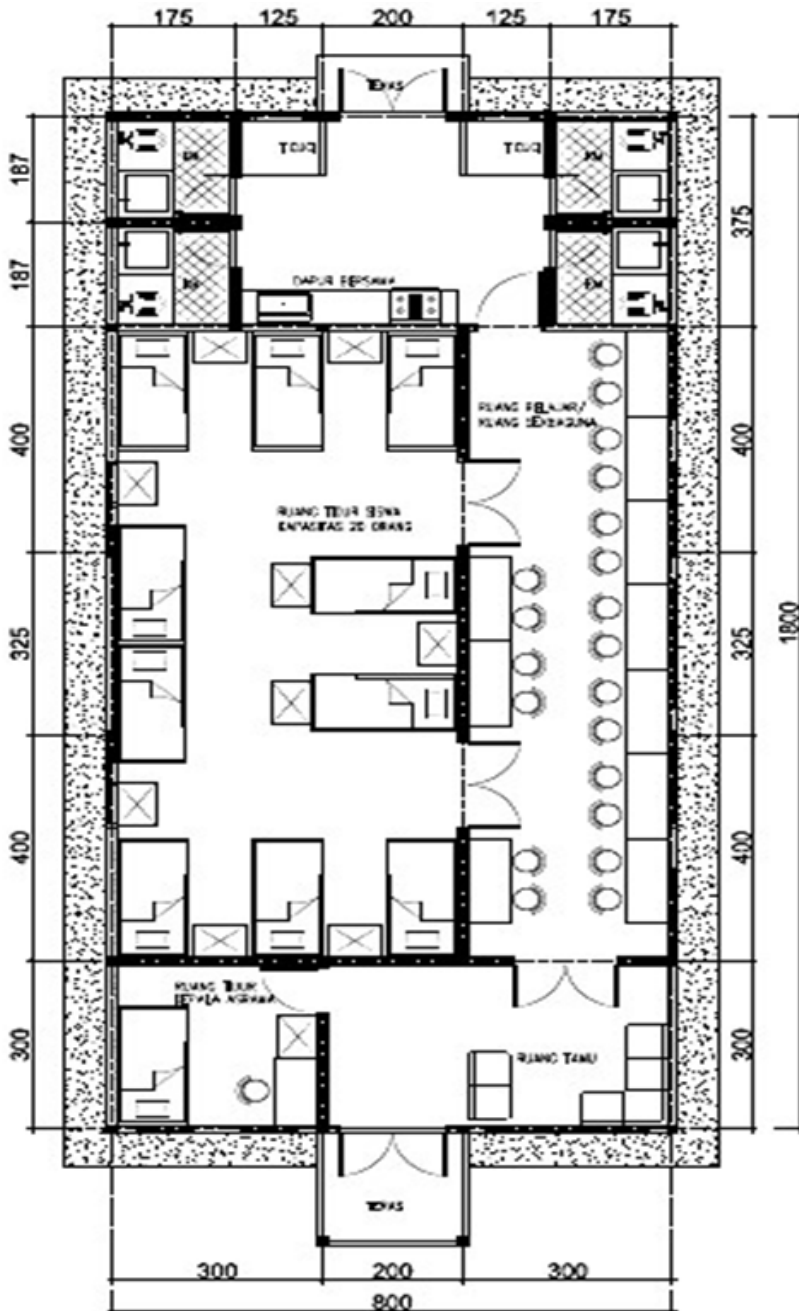 175 125 200 125 175
TERAS
187
KM
KM
375
187
KM
KM
DAPUR BERSAMA
400
RUANG BELAJAR/
RUANG SERBAGUNA
400
RUANG TIDUR SISWA
KAPASITAS 20 ORANG
325
325
1800
400
400
RUANG TIDUR
KEPALA ASRAMA
300
RUANG TAMU
300
TERAS
300 200 300
800